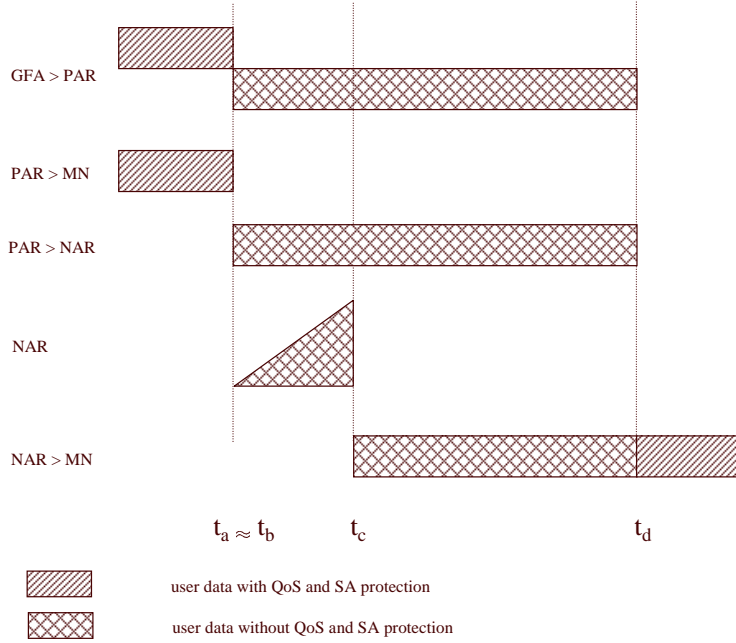 GFA > PAR
PAR > MN
PAR > NAR
NAR
NAR > MN
t_a ≈ t_b t_c t_d
user data with QoS and SA protection
user data without QoS and SA protection